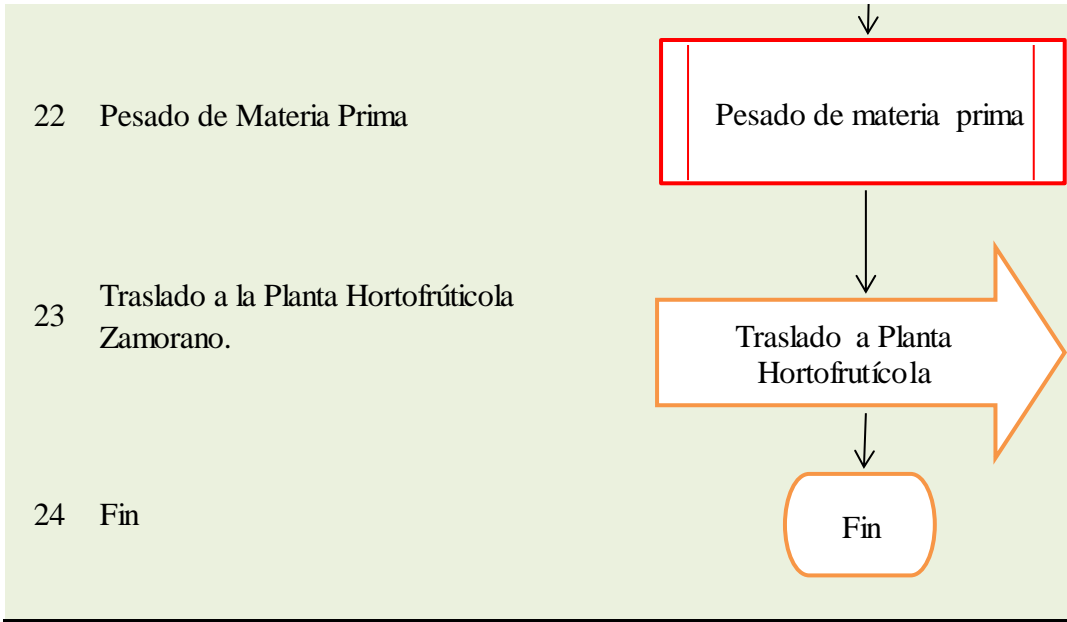 22 Pesado de Materia Prima
Pesado de materia prima
23 Traslado a la Planta Hortofrúticola
Zamorano.
Traslado a Planta
Hortofrutícola
24 Fin
Fin